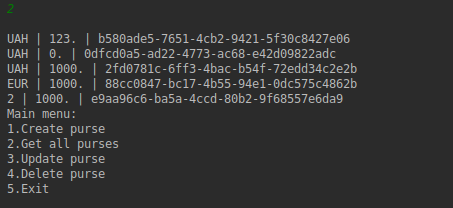 2
UAH | 123. | b580ade5-7651-4cb2-9421-5f30c8427e06
UAH | 0. | 0dfcd0a5-ad22-4773-ac68-e42d09822adc
UAH | 1000. | 2fd0781c-6ff3-4bac-b54f-72edd34c2e2b
EUR | 1000. | 88cc0847-bc17-4b55-94e1-0dc575c4862b
2 | 1000. | e9aa96c6-ba5a-4ccd-80b2-9f68557e6da9
Main menu:
1.Create purse
2.Get all purses
3.Update purse
4.Delete purse
5.Exit